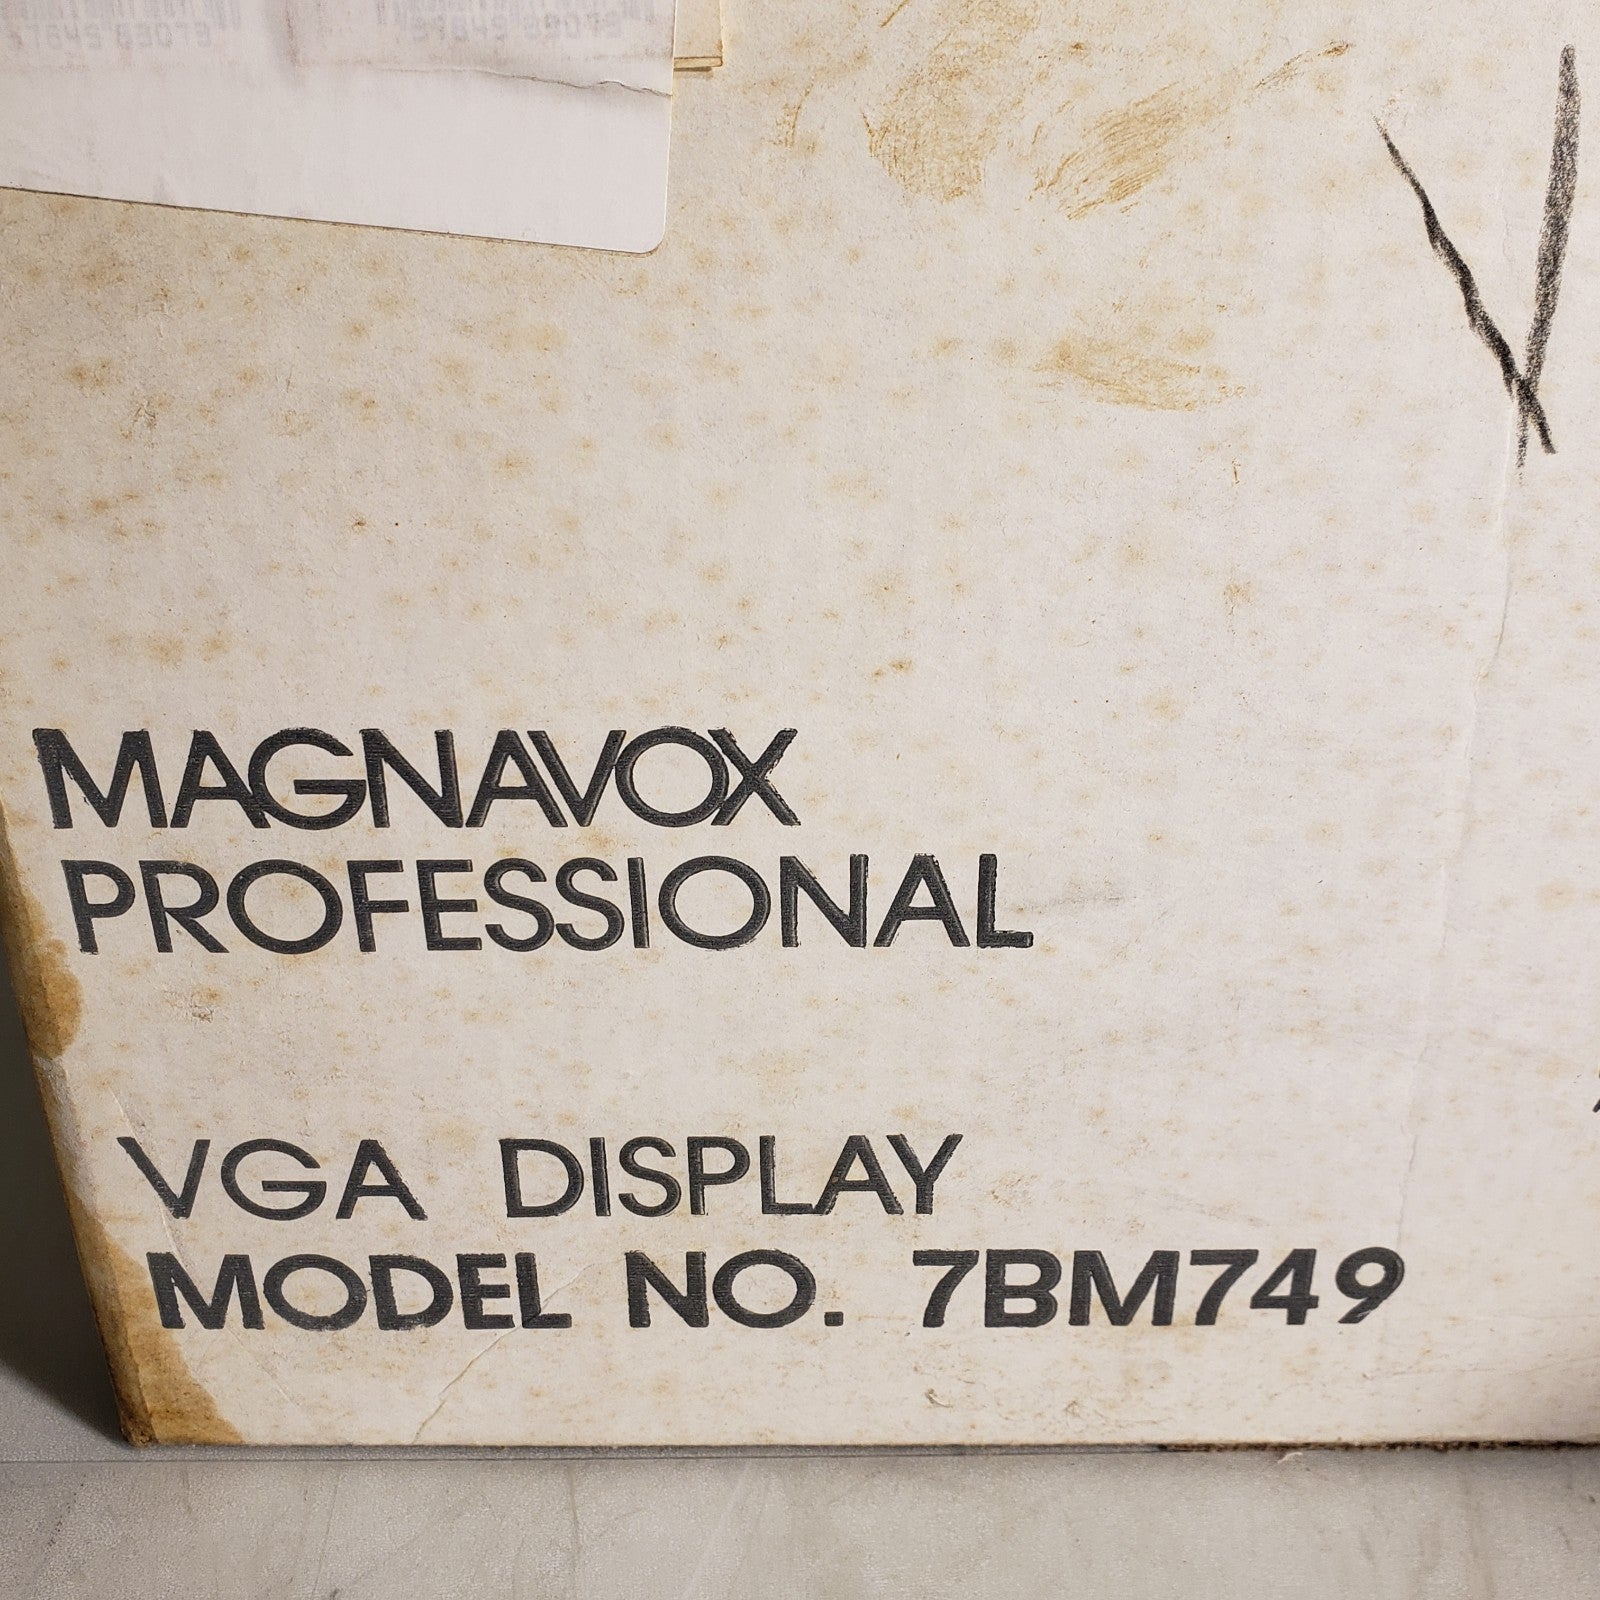 V
MAGNAVOX
PROFESSIONAL
VGA DISPLAY
MODEL NO. 7BM749